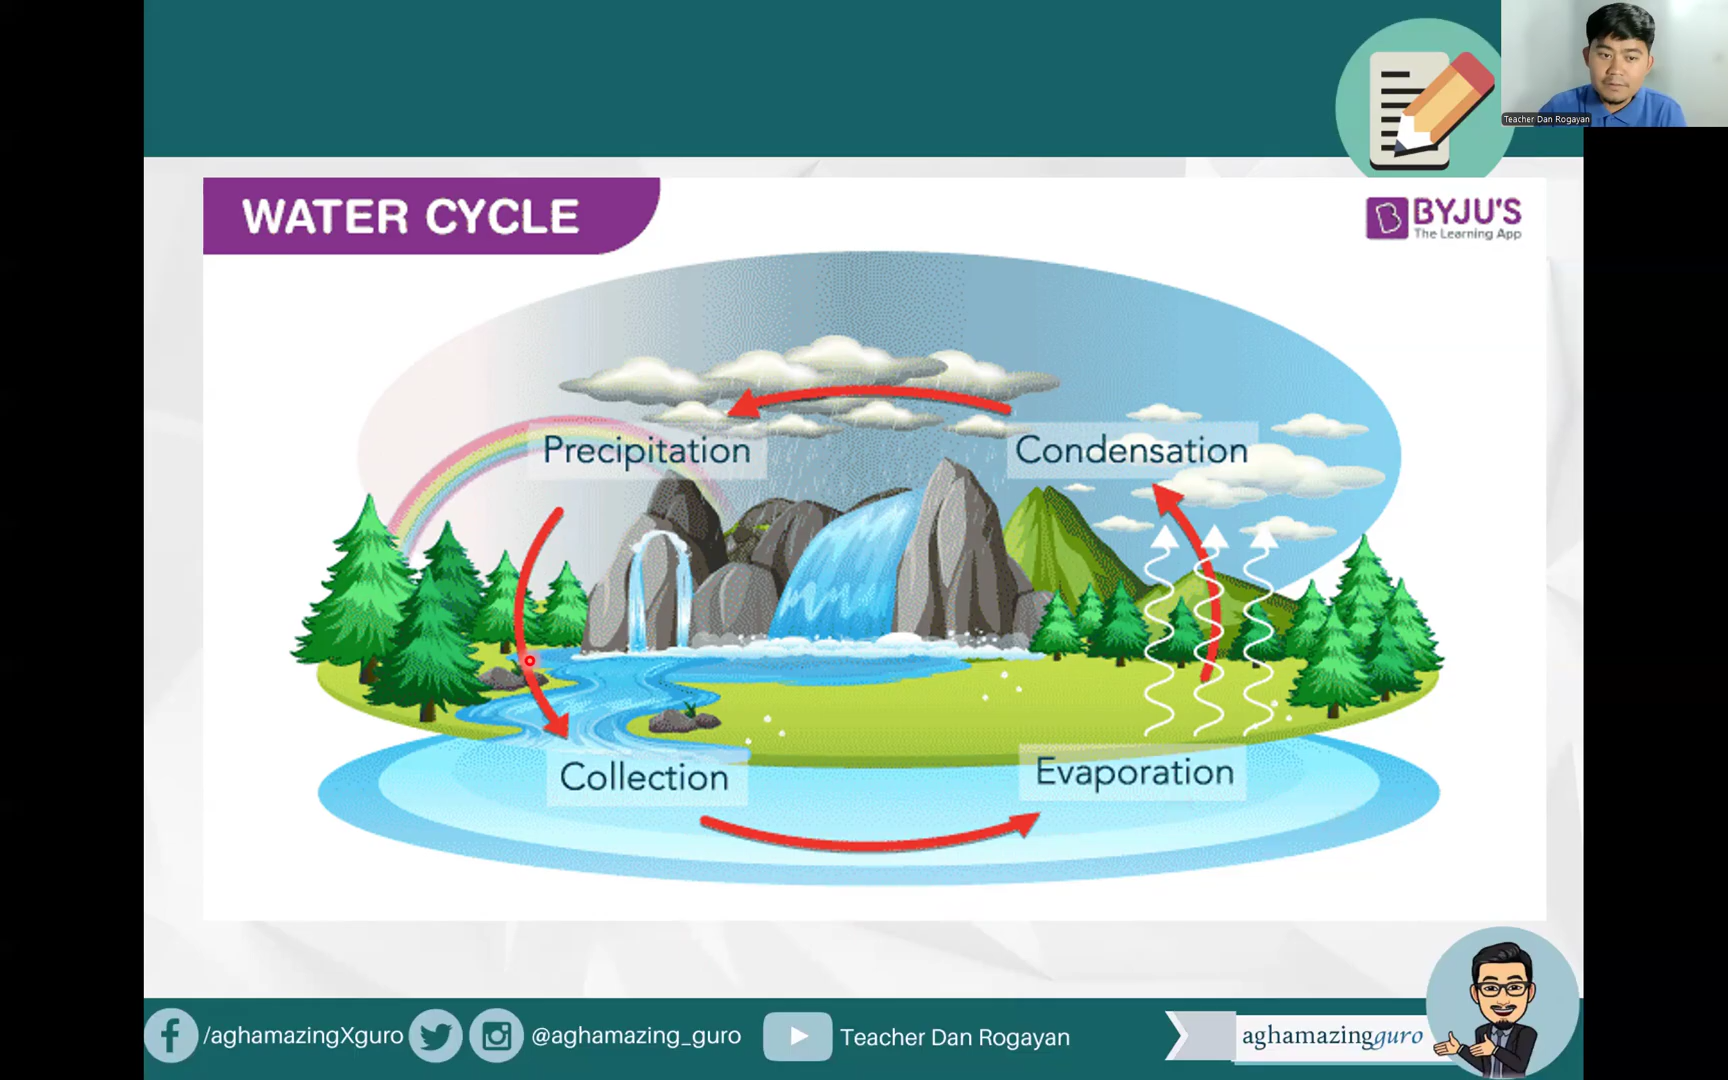 Teacher Dan Rogayan
WATER CYCLE
BYJU'S
The Learning App
Precipitation
Condensation
Collection
Evaporation
/aghamazingXguro
@aghamazing_guro
Teacher Dan Rogayan
aghamazingguro